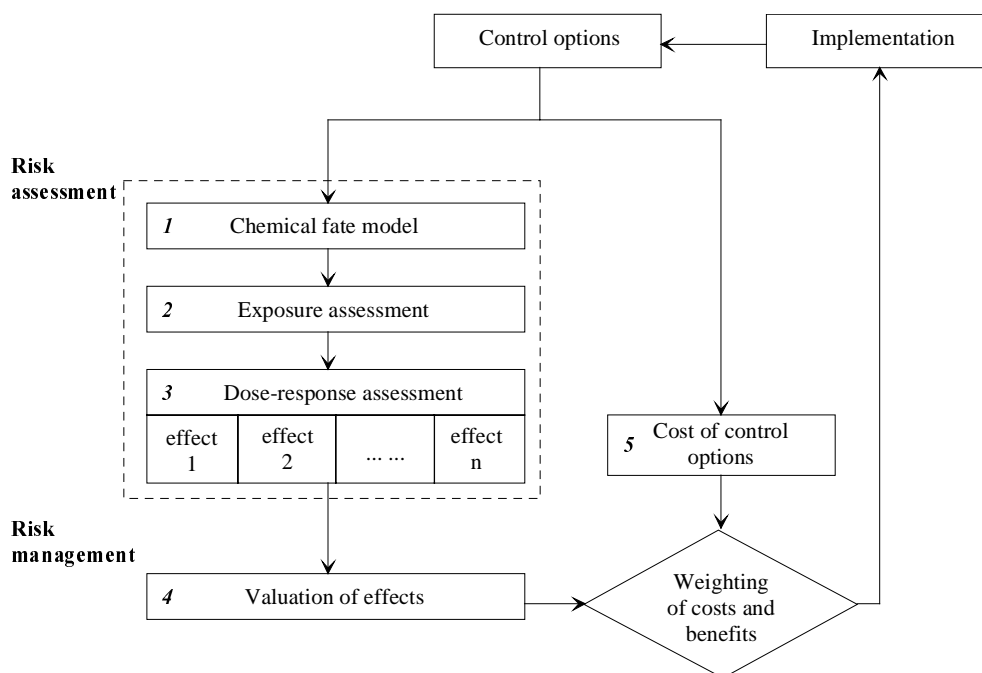 Control options
Implementation
Risk
assessment
1 Chemical fate model
2 Exposure assessment
3 Dose-response assessment
effect
1
effect
2
... ...
effect
n
5 Cost of control
options
Risk
management
4 Valuation of effects
Weighting
of costs and
benefits